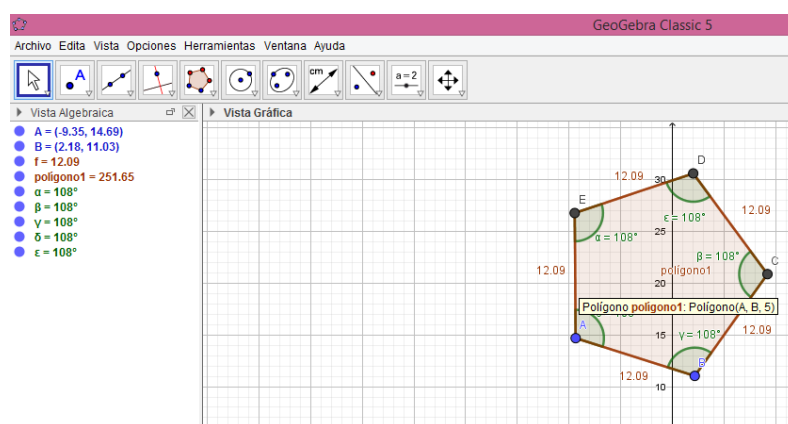 GeoGebra Classic 5
Archivo Edita Vista Opciones Herramientas Ventana Ayuda
A
cm
a=2
Vista Algebraica
Vista Gráfica
A = (-9.35, 14.69)
B = (2.18, 11.03)
f = 12.09
poligono1 = 251.65
α = 108°
β = 108°
γ = 108°
δ = 108°
ε = 108°
D
12.09
30
E
ε = 108°
12.09
α = 108°
25
β = 108°
C
12.09
polígono1
20
Polígono poligono1: Polígono(A, B, 5)
A
15
γ = 108°
12.09
B
12.09
10